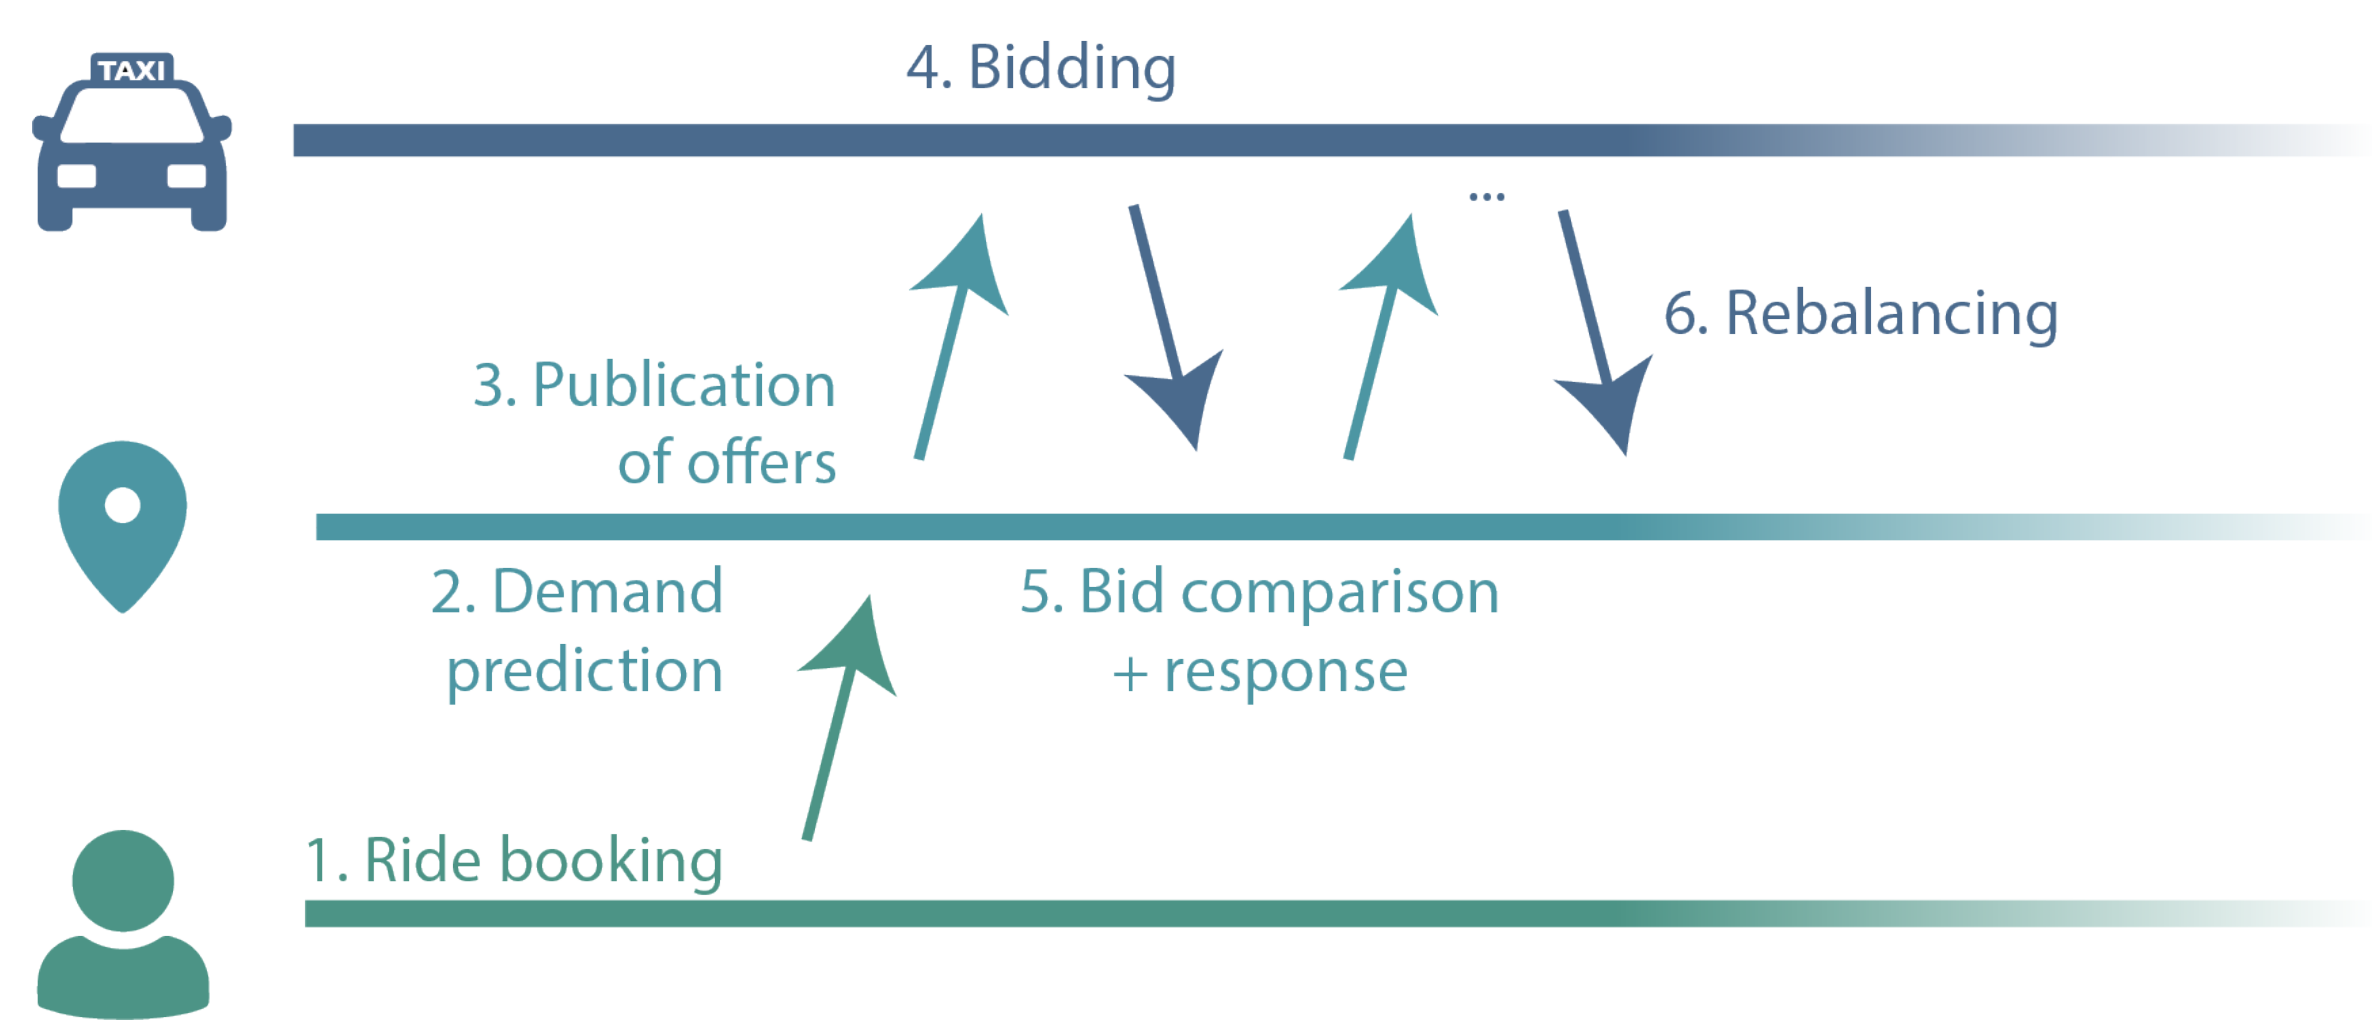 TAXI
4. Bidding
...
6. Rebalancing
3. Publication
of offers
2. Demand
prediction
5. Bid comparison
+ response
1. Ride booking